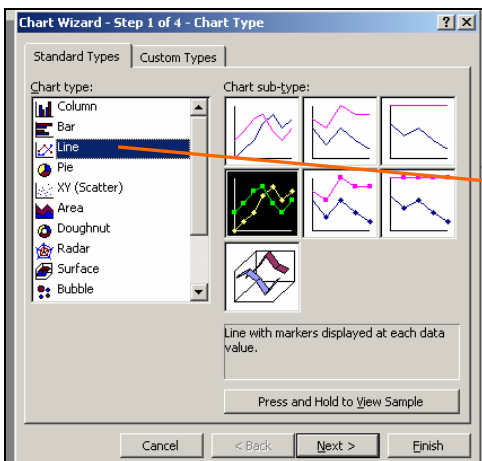 Chart Wizard - Step 1 of 4 - Chart Type
Standard Types
Custom Types
Chart type:
Column
Bar
Line
Pie
XY (Scatter)
Area
Doughnut
Radar
Surface
Bubble
Chart sub-type:
Line with markers displayed at each data
value.
Press and Hold to View Sample
Cancel
< Back
Next >
Finish